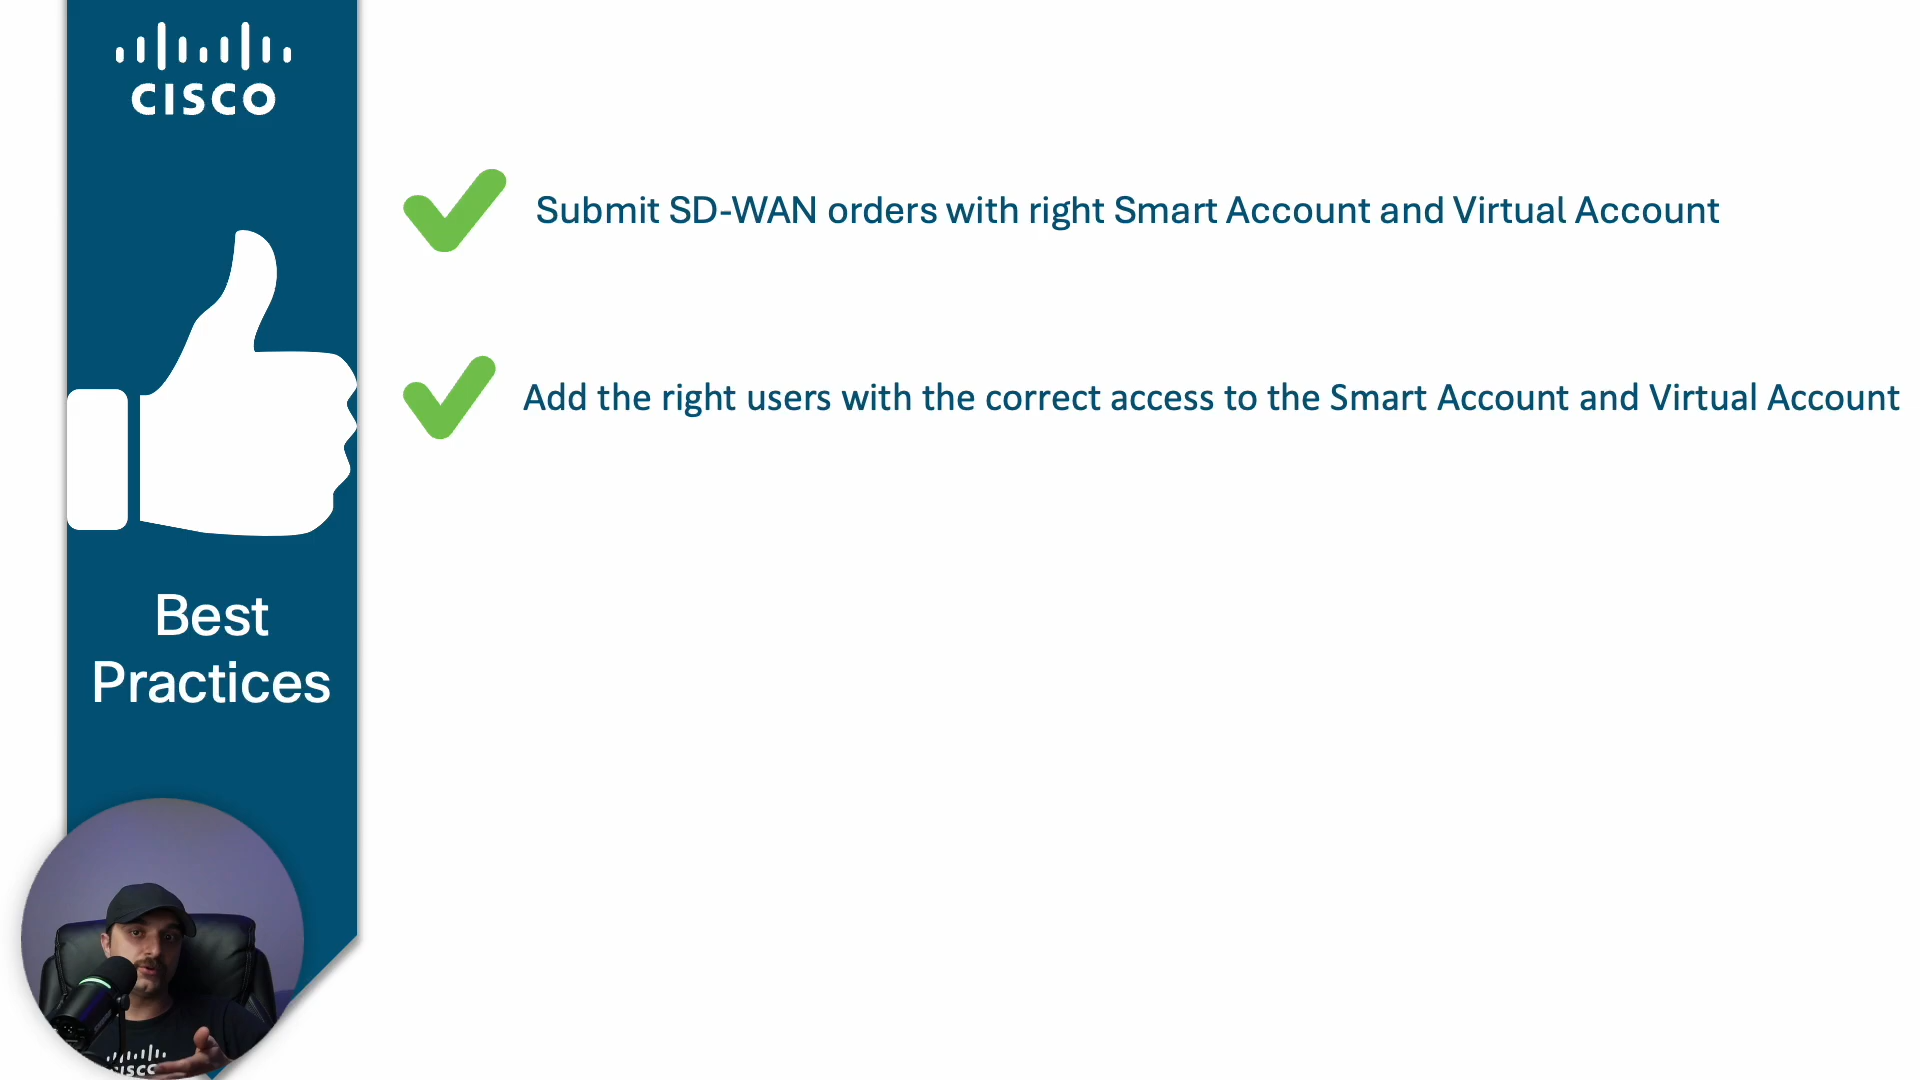 CISCO
Submit SD-WAN orders with right Smart Account and Virtual Account
Add the right users with the correct access to the Smart Account and Virtual Account
Best
Practices
CISCO